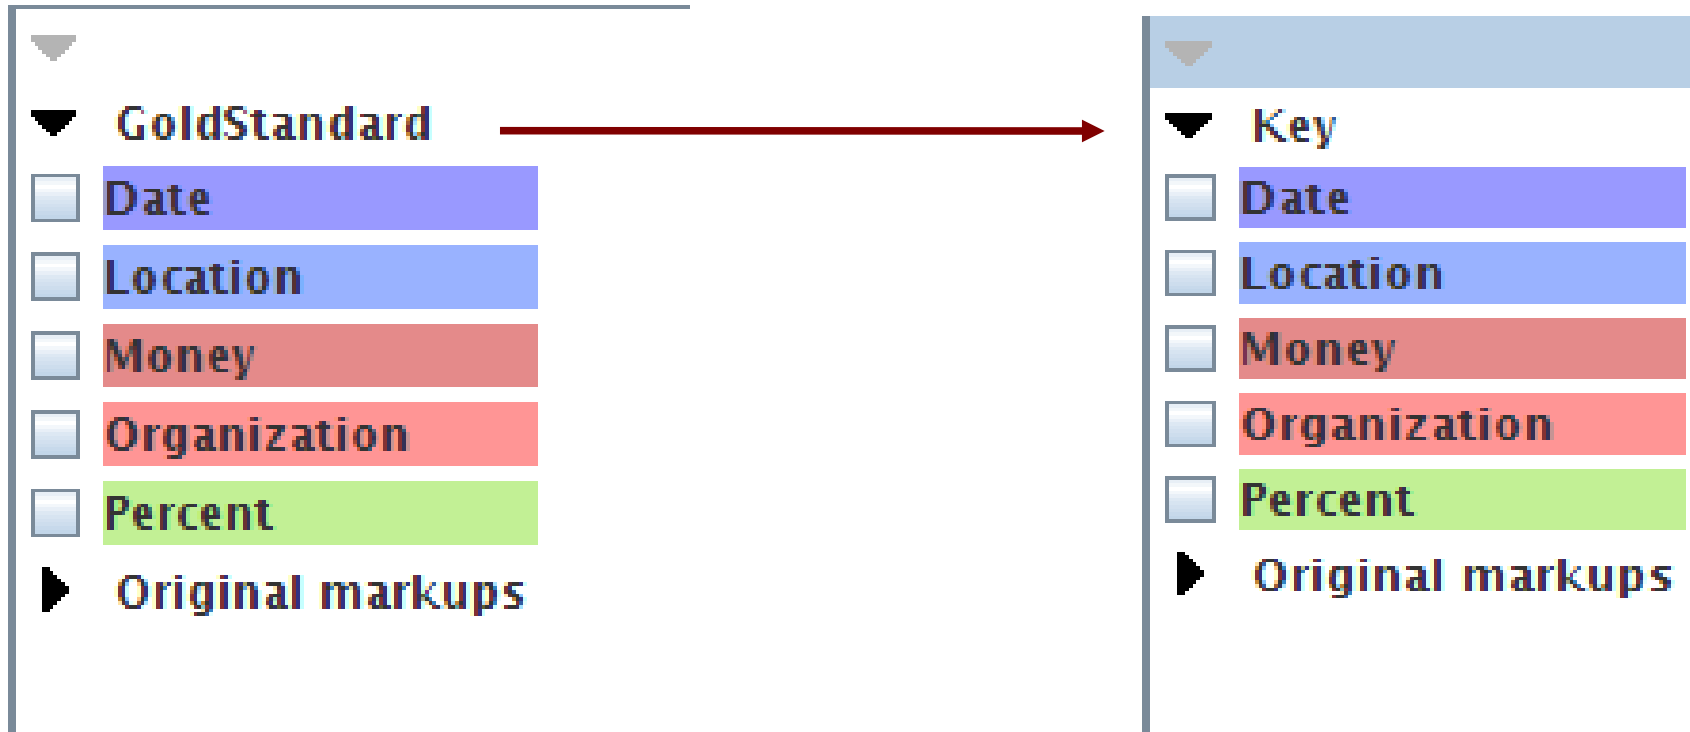 GoldStandard
Date
Location
Money
Organization
Percent
Original markups
Key
Date
Location
Money
Organization
Percent
Original markups